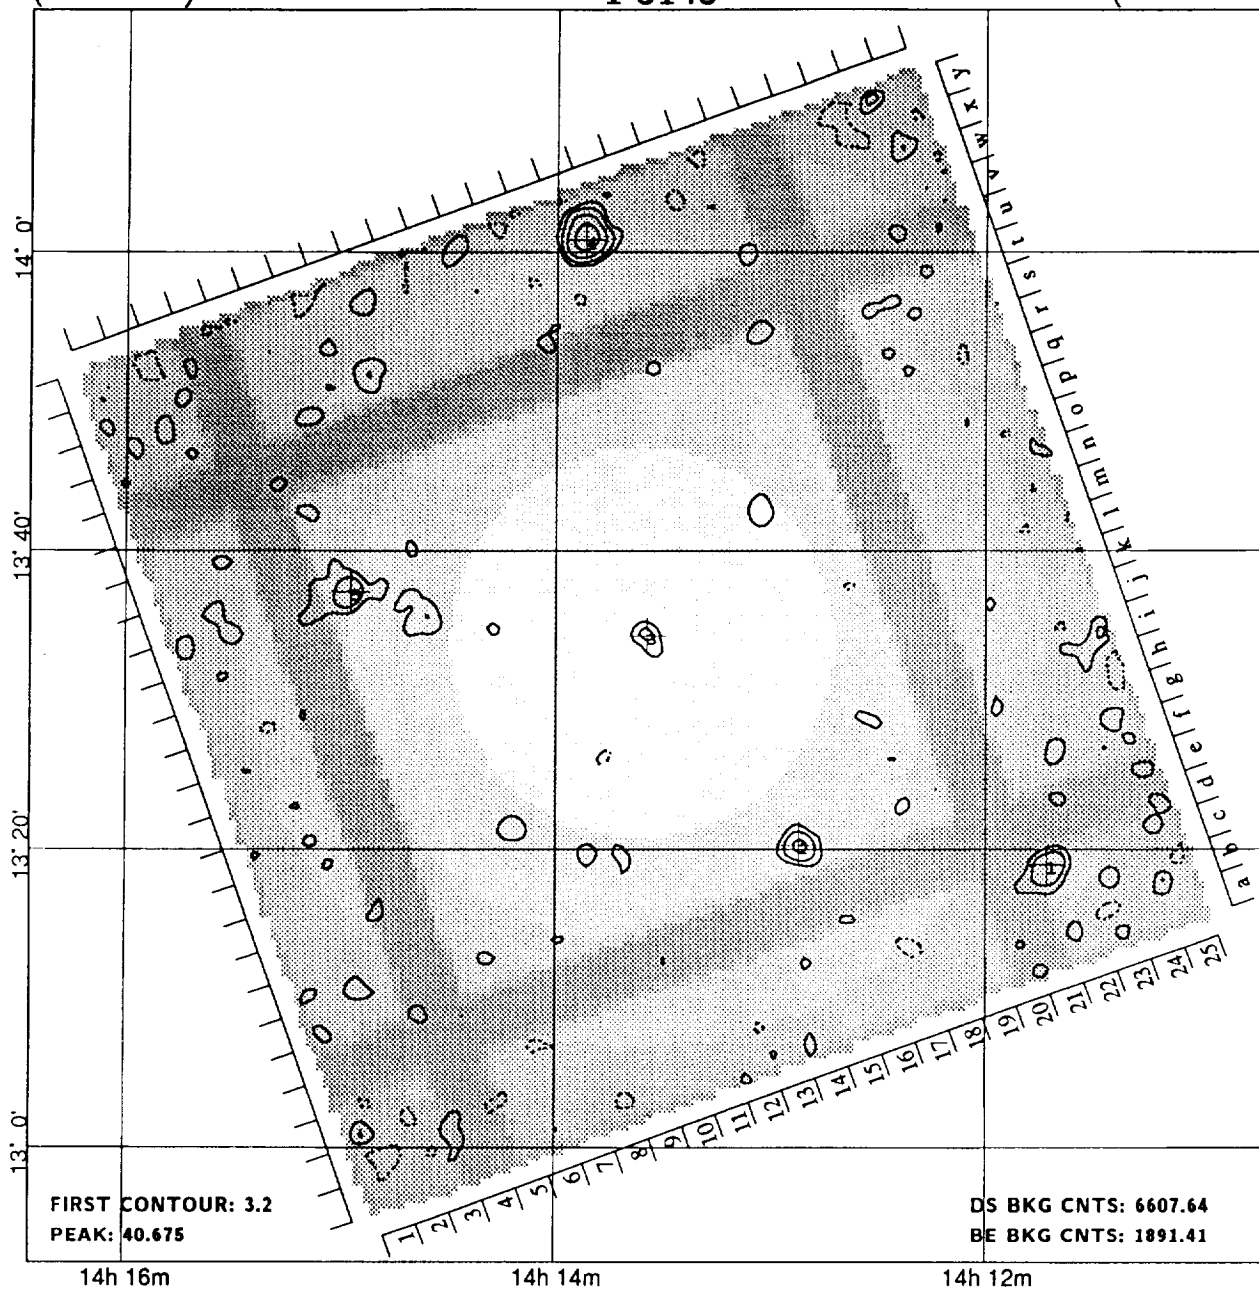 y
x
w
v
u
t
s
r
q
p
o
n
m
l
k
j
i
h
g
f
e
d
c
b
a
14° 0'
13° 40'
13° 20'
13° 0'
1 2 3 4 5 6 7 8 9 10 11 12 13 14 15 16 17 18 19 20 21 22 23 24 25
FIRST CONTOUR: 3.2
PEAK: 40.675
DS BKG CNTS: 6607.64
BE BKG CNTS: 1891.41
14h 16m
14h 14m
14h 12m